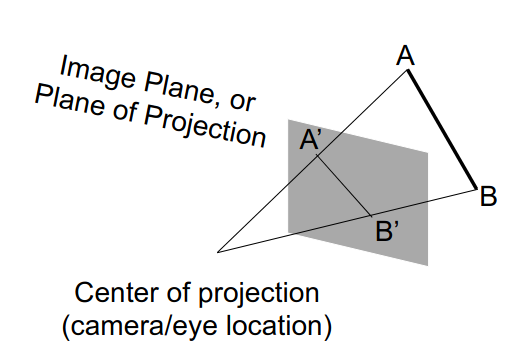 A
Image Plane, or
Plane of Projection
A’
B
B’
Center of projection
(camera/eye location)